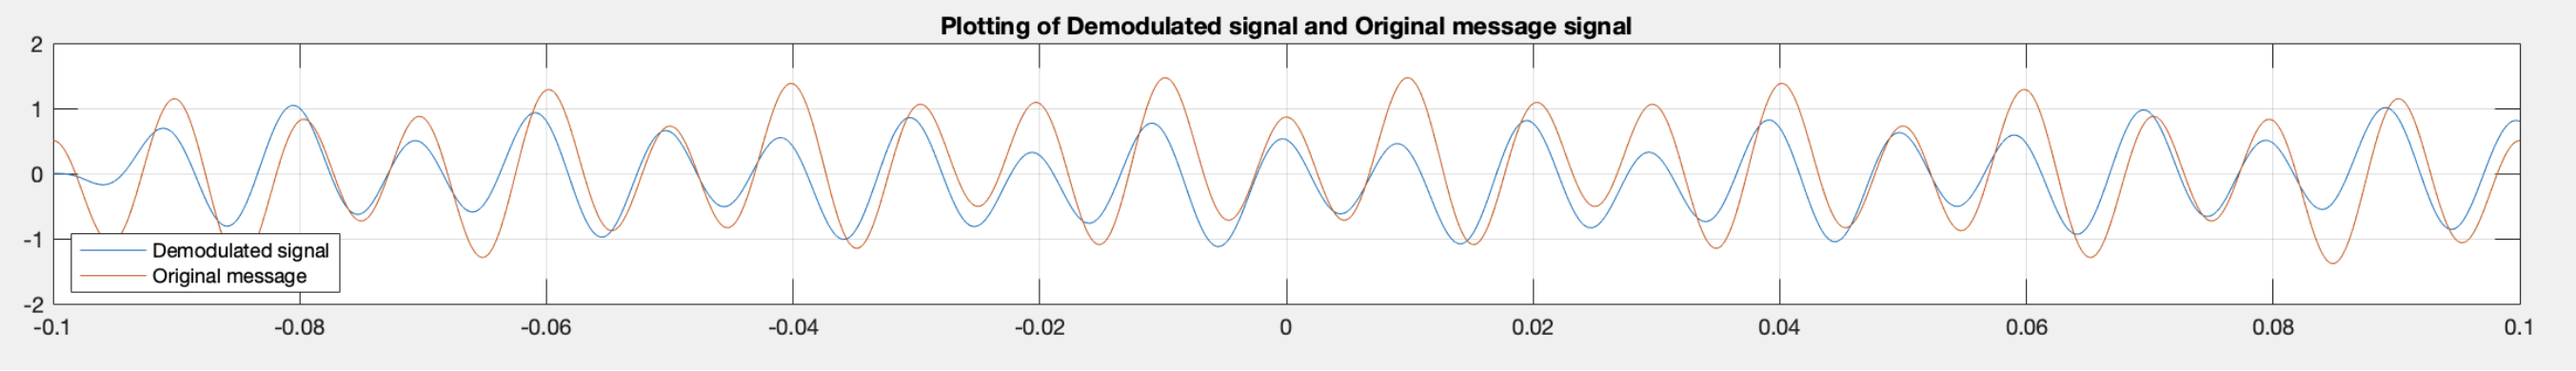 Plotting of Demodulated signal and Original message signal
2
1
0
-1
-2
Demodulated signal
Original message
-0.1 -0.08 -0.06 -0.04 -0.02 0 0.02 0.04 0.06 0.08 0.1